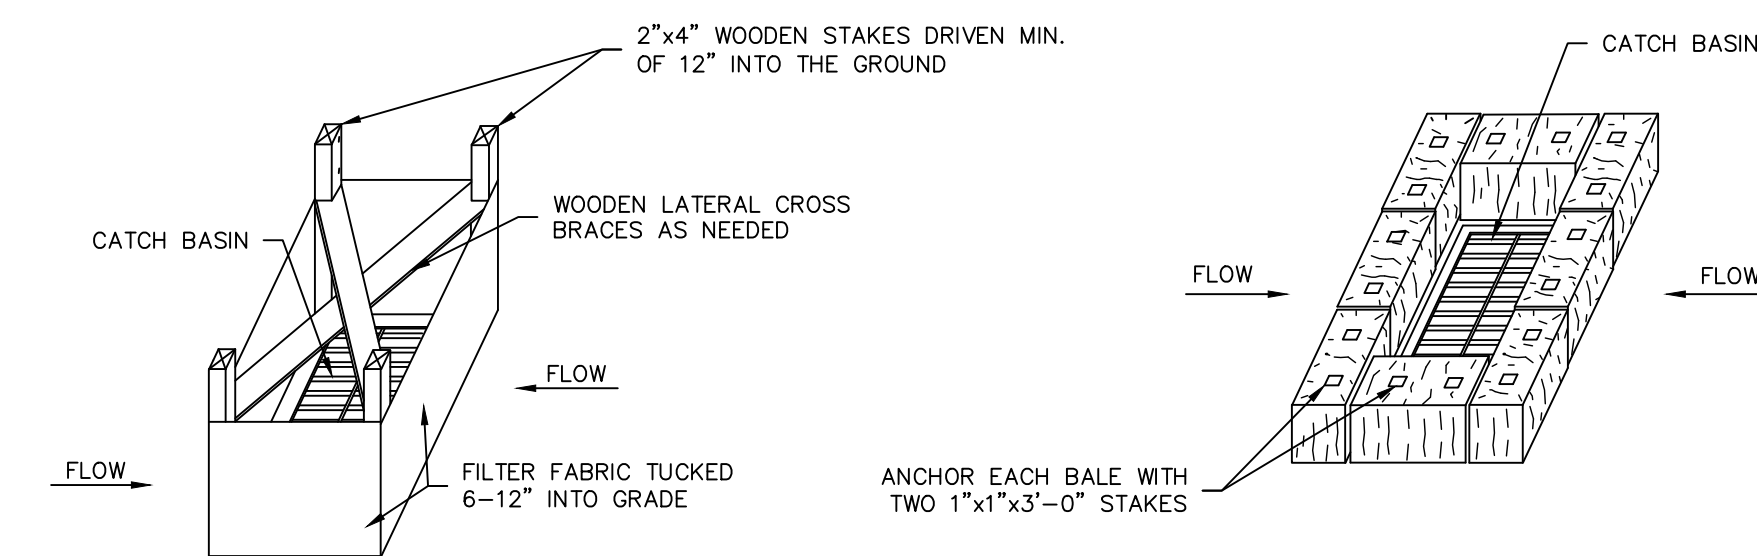 2”x4” WOODEN STAKES DRIVEN MIN.
OF 12” INTO THE GROUND
WOODEN LATERAL CROSS
BRACES AS NEEDED
CATCH BASIN
FLOW
FLOW
FILTER FABRIC TUCKED
6–12” INTO GRADE
CATCH BASIN
FLOW
FLOW
ANCHOR EACH BALE WITH
TWO 1”x1”x3’–0” STAKES